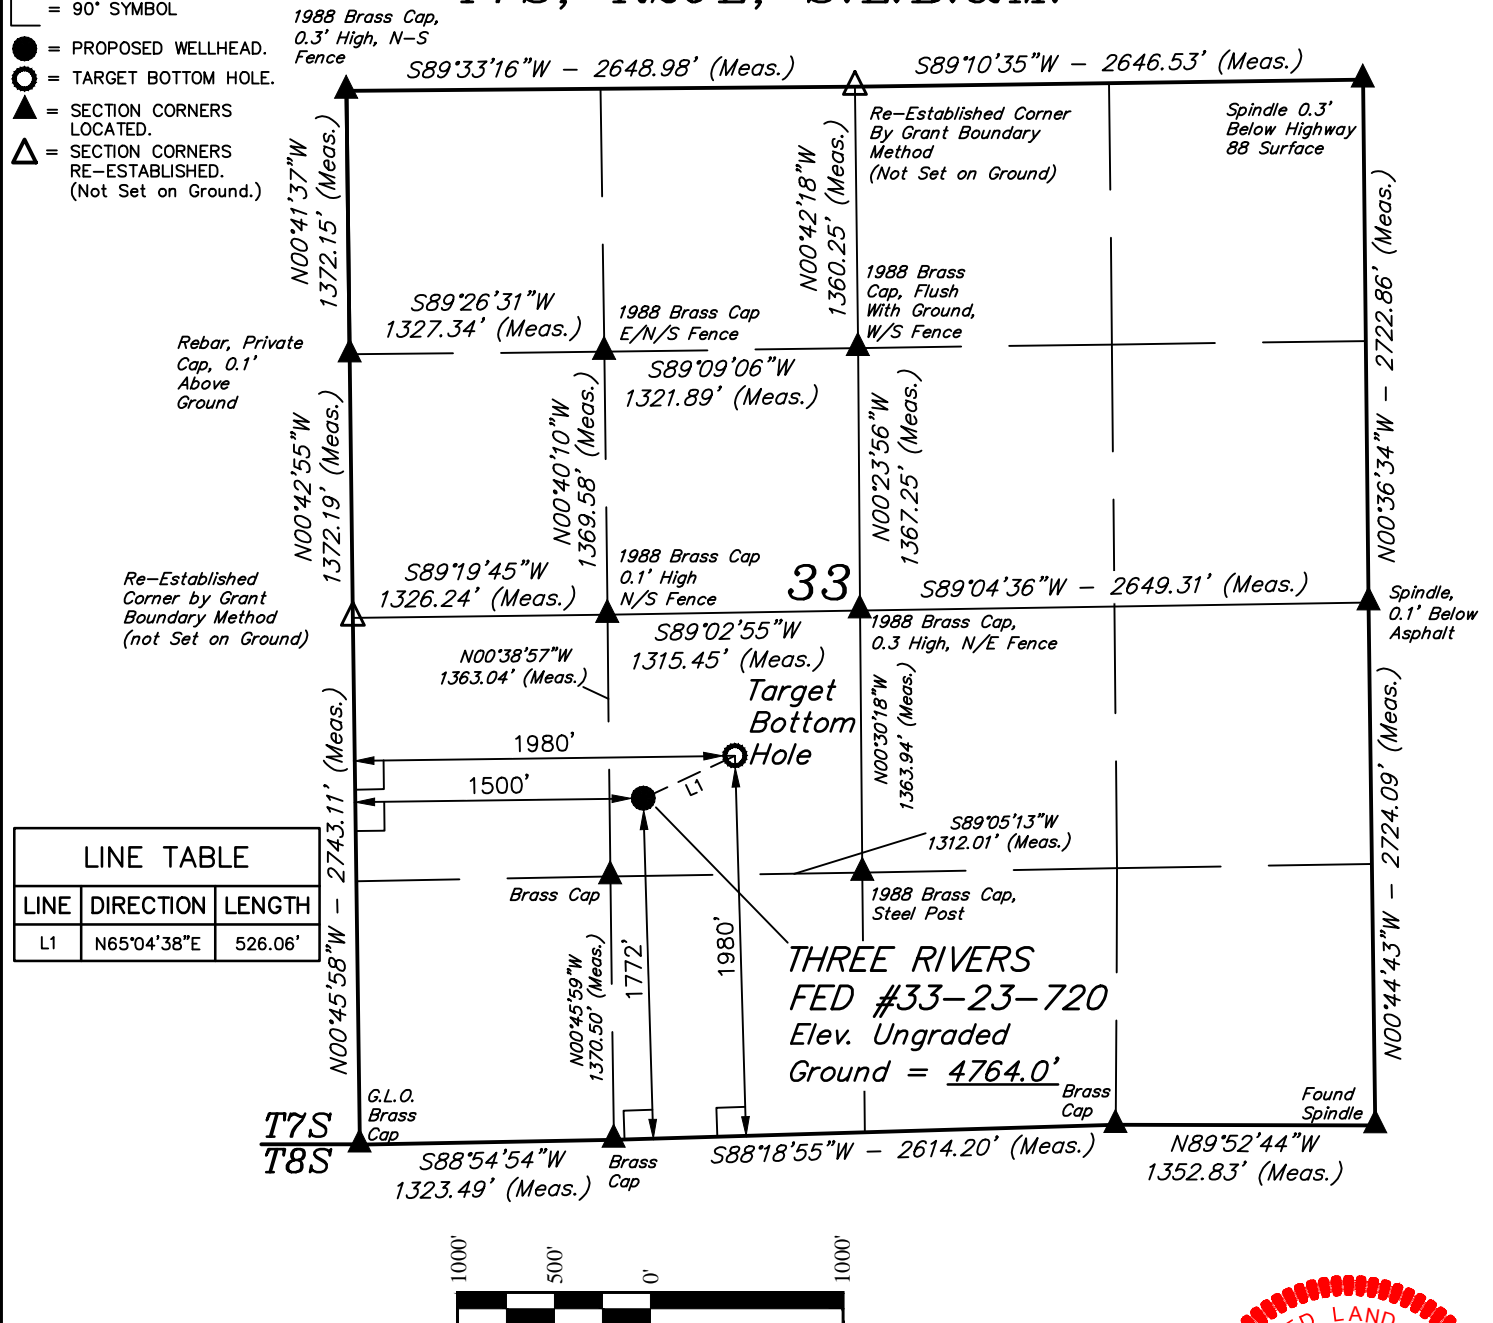 = 90° SYMBOL
= PROPOSED WELLHEAD.
= TARGET BOTTOM HOLE.
= SECTION CORNERS
LOCATED.
= SECTION CORNERS
RE-ESTABLISHED.
(Not Set on Ground.)
1988 Brass Cap,
0.3' High, N-S
Fence
S89°33'16"W - 2648.98' (Meas.)
S89°10'35"W - 2646.53' (Meas.)
Re-Established Corner
By Grant Boundary
Method
(Not Set on Ground)
Spindle 0.3'
Below Highway
88 Surface
N00°41'37"W
1372.15' (Meas.)
N00°42'18"W
1360.25' (Meas.)
N00°36'34"W - 2722.86' (Meas.)
S89°26'31"W
1327.34' (Meas.)
1988 Brass Cap
E/N/S Fence
1988 Brass
Cap, Flush
With Ground,
W/S Fence
Rebar, Private
Cap, 0.1'
Above
Ground
S89°09'06"W
1321.89' (Meas.)
N00°42'55"W
1372.19' (Meas.)
N00°40'10"W
1369.58' (Meas.)
N00°23'56"W
1367.25' (Meas.)
Re-Established
Corner by Grant
Boundary Method
(not Set on Ground)
S89°19'45"W
1326.24' (Meas.)
1988 Brass Cap
0.1' High
N/S Fence
33
S89°04'36"W - 2649.31' (Meas.)
Spindle,
0.1' Below
Asphalt
S89°02'55"W
1315.45' (Meas.)
1988 Brass Cap,
0.3 High, N/E Fence
N00°38'57"W
1363.04' (Meas.)
Target
Bottom
Hole
N00°30'18"W
1363.94' (Meas.)
1980'
1500'
L1
S89°05'13"W
1312.01' (Meas.)
N00°45'58"W - 2743.11' (Meas.)
N00°44'43"W - 2724.09' (Meas.)
LINE TABLE
LINE DIRECTION LENGTH
L1 N65°04'38"E 526.06'
Brass Cap
1988 Brass Cap,
Steel Post
N00°45'59"W
1370.50' (Meas.)
1772'
1980'
THREE RIVERS
FED #33-23-720
Elev. Ungraded
Ground = 4764.0'
G.L.O.
Brass
Cap
Brass
Cap
Found
Spindle
T7S
T8S
S88°54'54"W
1323.49' (Meas.)
Brass
Cap
S88°18'55"W - 2614.20' (Meas.)
N89°52'44"W
1352.83' (Meas.)
1000'
500'
0'
1000'
LAND